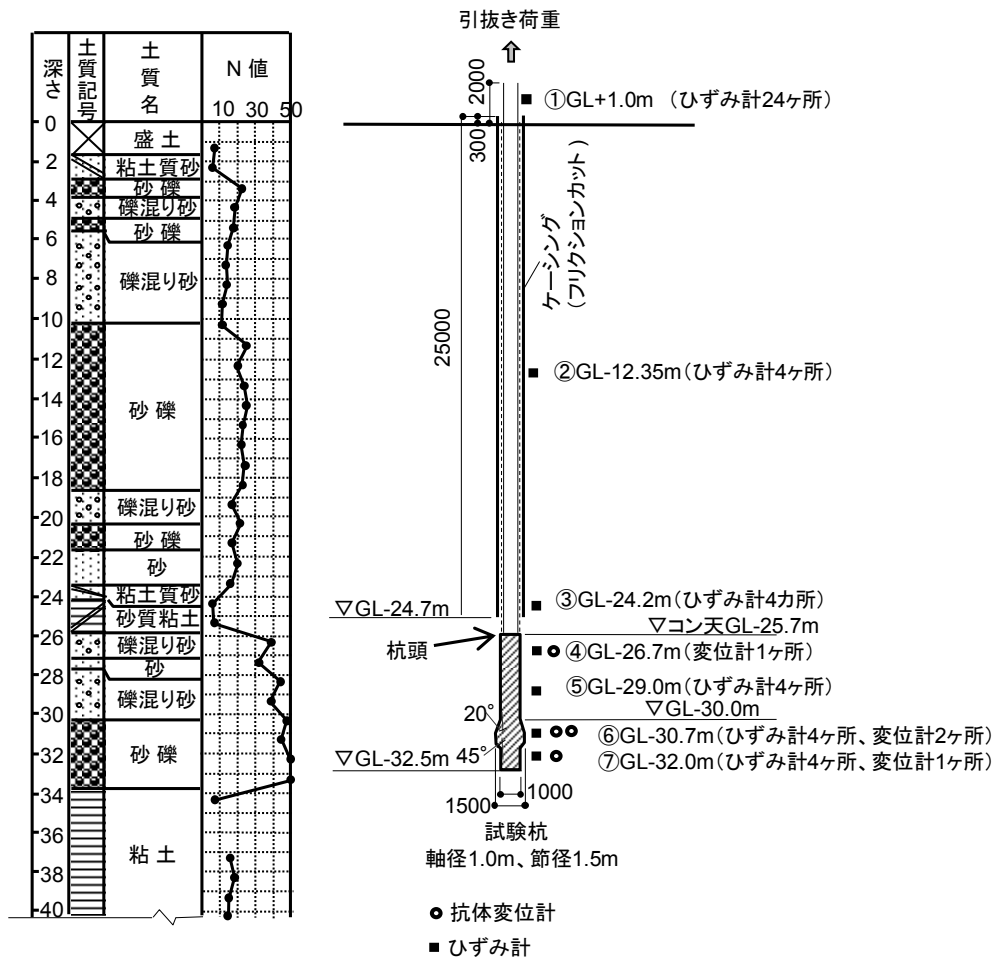 深さ
土質記号
土質名
N 値
10 30 50
0
2
4
6
8
10
12
14
16
18
20
22
24
26
28
30
32
34
36
38
40
盛 土
粘土質砂
砂 礫
礫混り砂
砂 礫
礫混り砂
砂 礫
礫混り砂
砂 礫
砂
粘土質砂
砂質粘土
礫混り砂
砂
礫混り砂
砂 礫
粘 土
引抜き荷重
2000
300
25000
①GL+1.0m （ひずみ計24ヶ所）
ケーシング
(フリクションカット)
②GL-12.35m（ひずみ計4ヶ所）
③GL-24.2m（ひずみ計4カ所）
▽GL-24.7m
▽コン天GL-25.7m
杭頭
④GL-26.7m（変位計1ヶ所）
⑤GL-29.0m（ひずみ計4ヶ所）
▽GL-30.0m
20°
⑥GL-30.7m（ひずみ計4ヶ所、変位計2ヶ所）
▽GL-32.5m
45°
⑦GL-32.0m（ひずみ計4ヶ所、変位計1ヶ所）
1000
1500
試験杭
軸径1.0m、節径1.5m
抗体変位計
ひずみ計